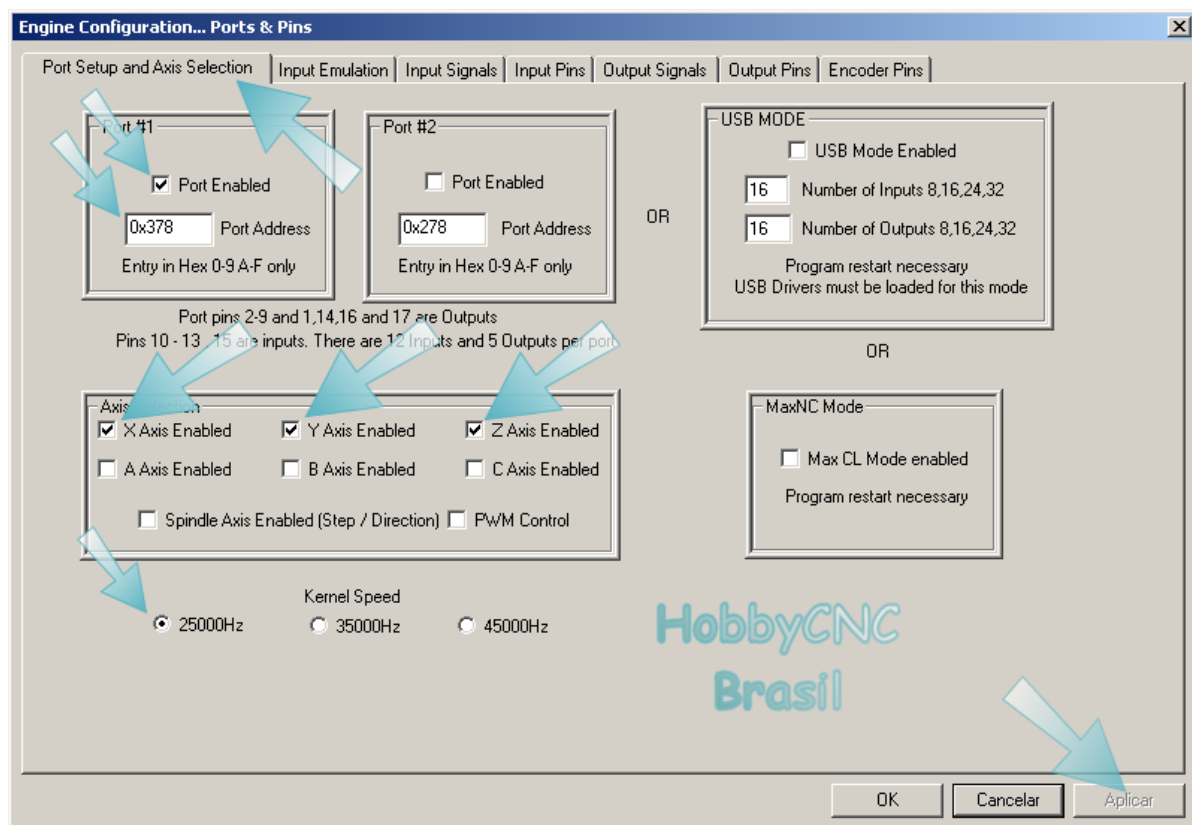 Engine Configuration... Ports & Pins
Port Setup and Axis Selection
Input Emulation
Input Signals
Input Pins
Output Signals
Output Pins
Encoder Pins
Port #1
Port Enabled
0x378 Port Address
Entry in Hex 0-9 A-F only
Port #2
Port Enabled
0x278 Port Address
Entry in Hex 0-9 A-F only
OR
USB MODE
USB Mode Enabled
16 Number of Inputs 8,16,24,32
16 Number of Outputs 8,16,24,32
Program restart necessary
USB Drivers must be loaded for this mode
Port pins 2-9 and 1,14,16 and 17 are Outputs
Pins 10 - 13 , 15 are inputs. There are 12 Inputs and 5 Outputs per port
OR
Axis Selection
X Axis Enabled Y Axis Enabled Z Axis Enabled
A Axis Enabled B Axis Enabled C Axis Enabled
Spindle Axis Enabled (Step / Direction) PWM Control
MaxNC Mode
Max CL Mode enabled
Program restart necessary
Kernel Speed
25000Hz 35000Hz 45000Hz
HobbyCNC
Brasil
OK Cancelar Aplicar